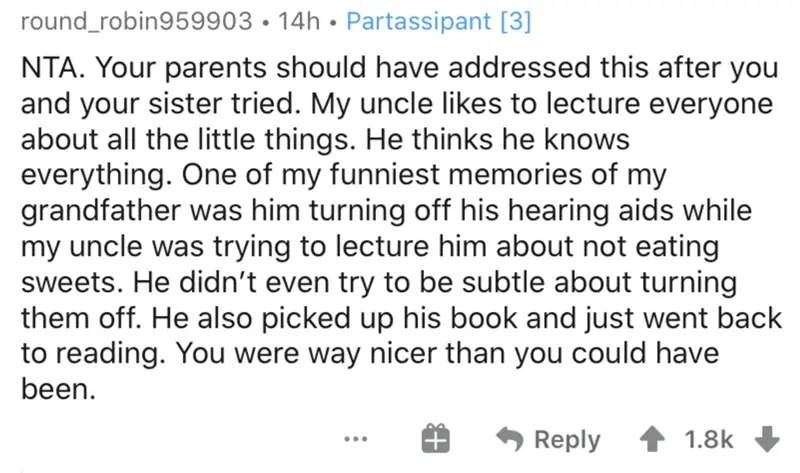 round_robin959903 • 14h • Partassipant [3]
NTA. Your parents should have addressed this after you
and your sister tried. My uncle likes to lecture everyone
about all the little things. He thinks he knows
everything. One of my funniest memories of my
grandfather was him turning off his hearing aids while
my uncle was trying to lecture him about not eating
sweets. He didn’t even try to be subtle about turning
them off. He also picked up his book and just went back
to reading. You were way nicer than you could have
been.
... Reply 1.8k